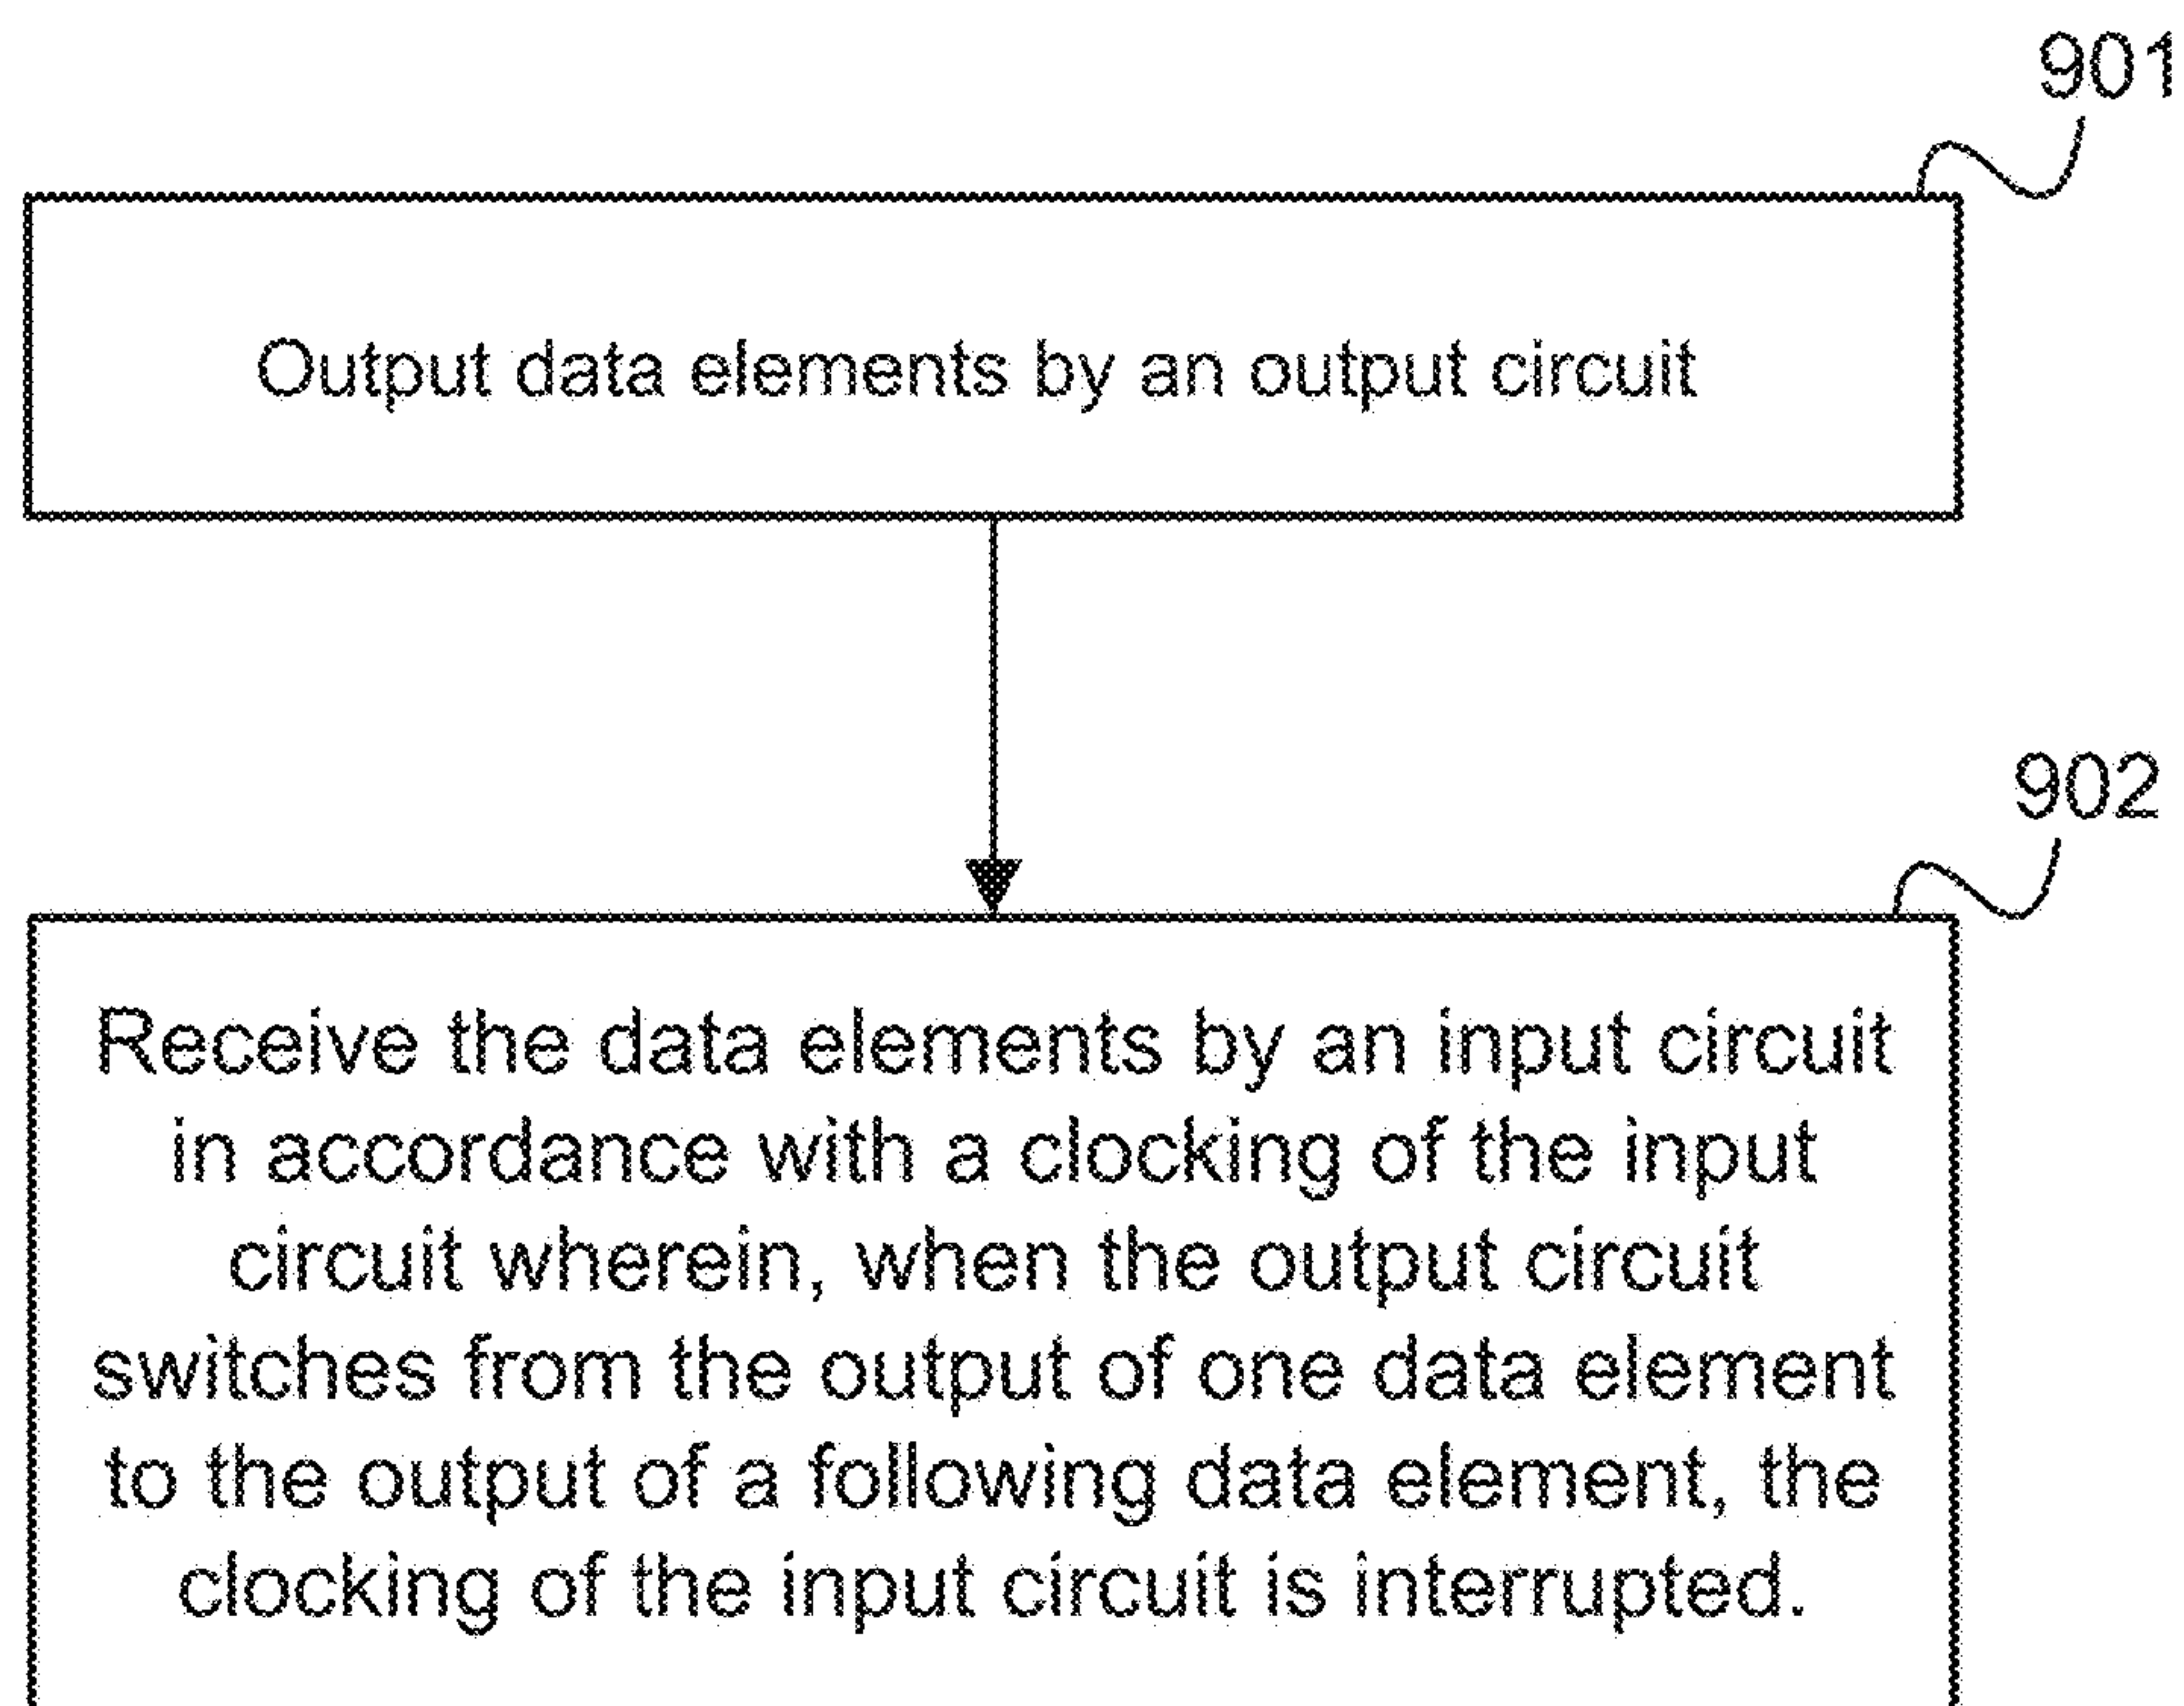 901
Output data elements by an output circuit
902
Receive the data elements by an input circuit
in accordance with a clocking of the input
circuit wherein, when the output circuit
switches from the output of one data element
to the output of a following data element, the
clocking of the input circuit is interrupted.